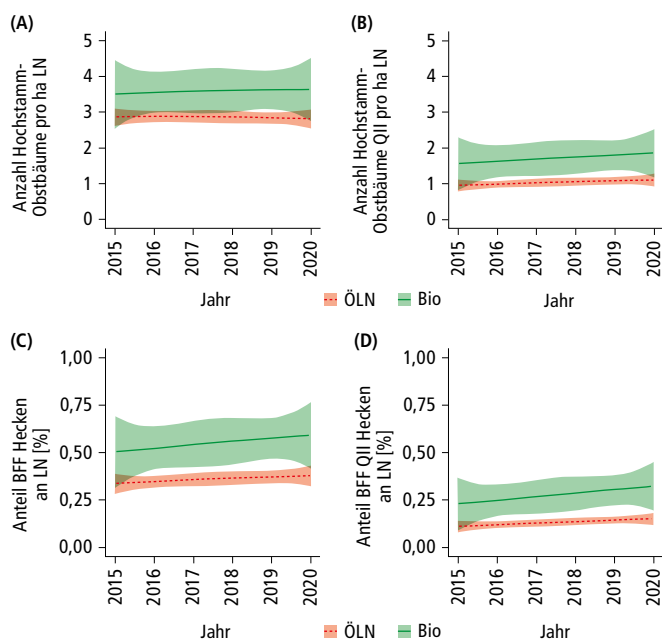 (A)
Anzahl Hochstamm-
Obstbäume pro ha LN
5
4
3
2
1
0
2015
2016
2017
2018
2019
2020
Jahr
(B)
Anzahl Hochstamm-
Obstbäume QII pro ha LN
5
4
3
2
1
0
2015
2016
2017
2018
2019
2020
Jahr
ÖLN Bio
(C)
Anteil BFF Hecken
an LN [%]
1,00
0,75
0,50
0,25
0,00
2015
2016
2017
2018
2019
2020
Jahr
(D)
Anteil BFF QII Hecken
an LN [%]
1,00
0,75
0,50
0,25
0,00
2015
2016
2017
2018
2019
2020
Jahr
ÖLN Bio